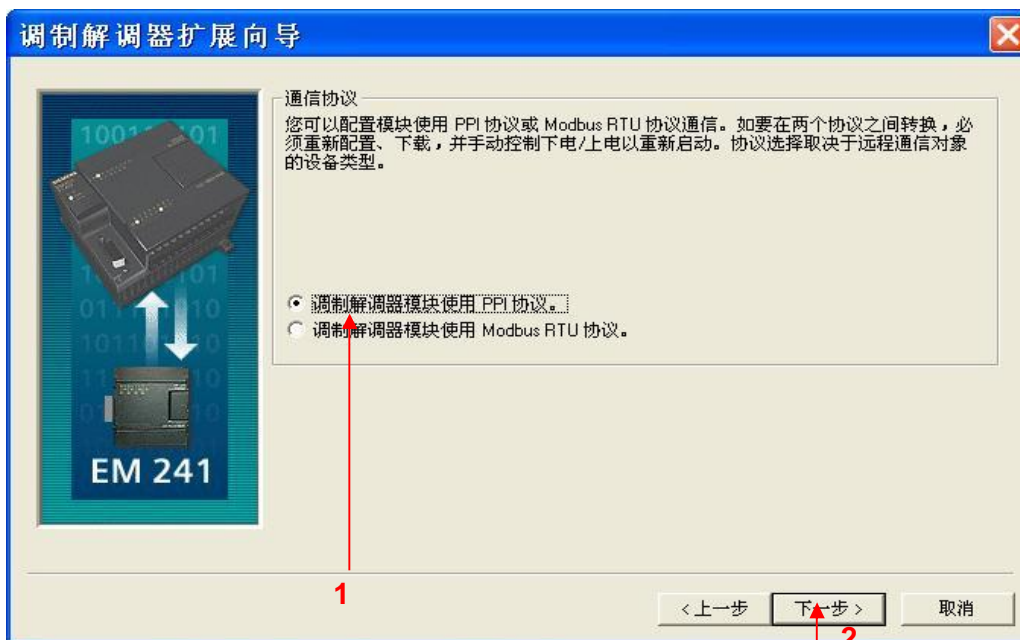 调制解调器扩展向导
通信协议
您可以配置模块使用 PPI 协议或 Modbus RTU 协议通信。如要在两个协议之间转换，必
须重新配置、下载，并手动控制下电/上电以重新启动。协议选择取决于远程通信对象
的设备类型。
调制解调器模块使用 PPI 协议。
调制解调器模块使用 Modbus RTU 协议。
EM 241
1
<上一步
下一步>
取消
2